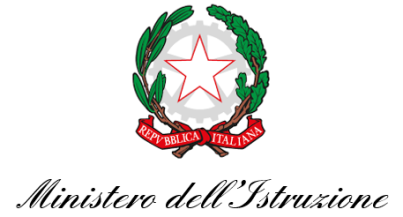 REPVBBLICA ITALIANA
Ministero dell'Istruzione